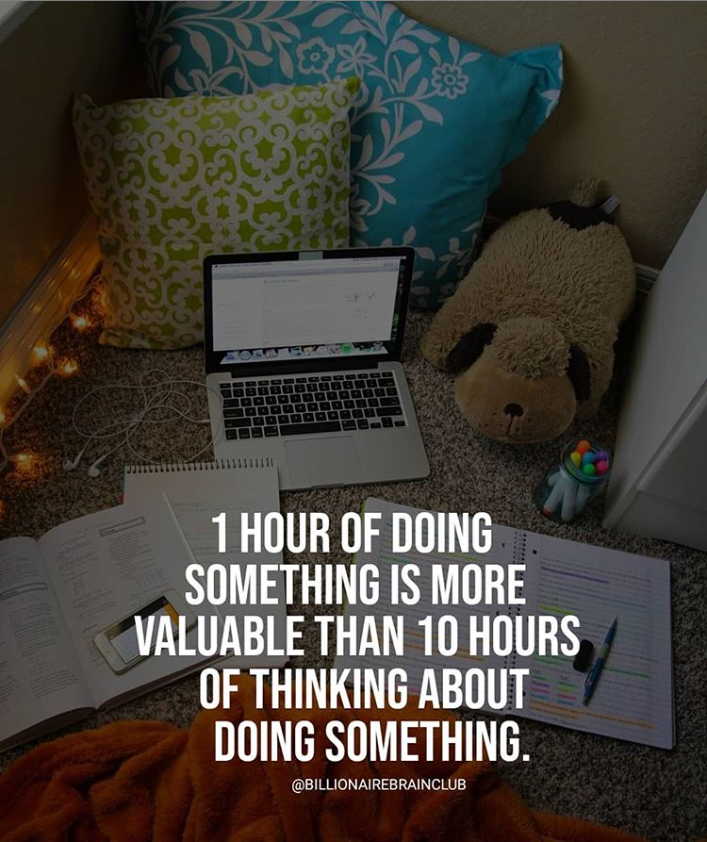 1 HOUR OF DOING
SOMETHING IS MORE
VALUABLE THAN 10 HOURS
OF THINKING ABOUT
DOING SOMETHING.
@BILLIONAIREBRAINCLUB